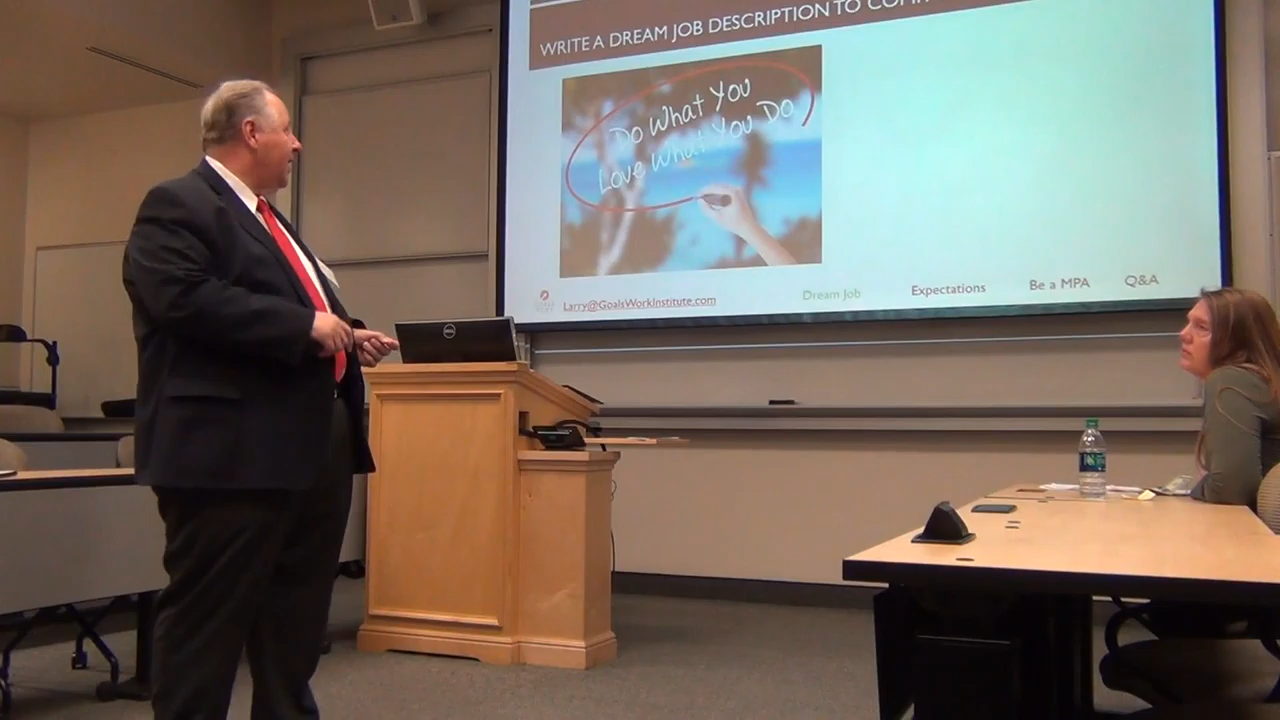 WRITE A DREAM JOB DESCRIPTION TO
Do What You
Love What You Do
Larry@GoalsWorkInstitute.com
Dream Job Expectations Be a MPA Q&A
DELL